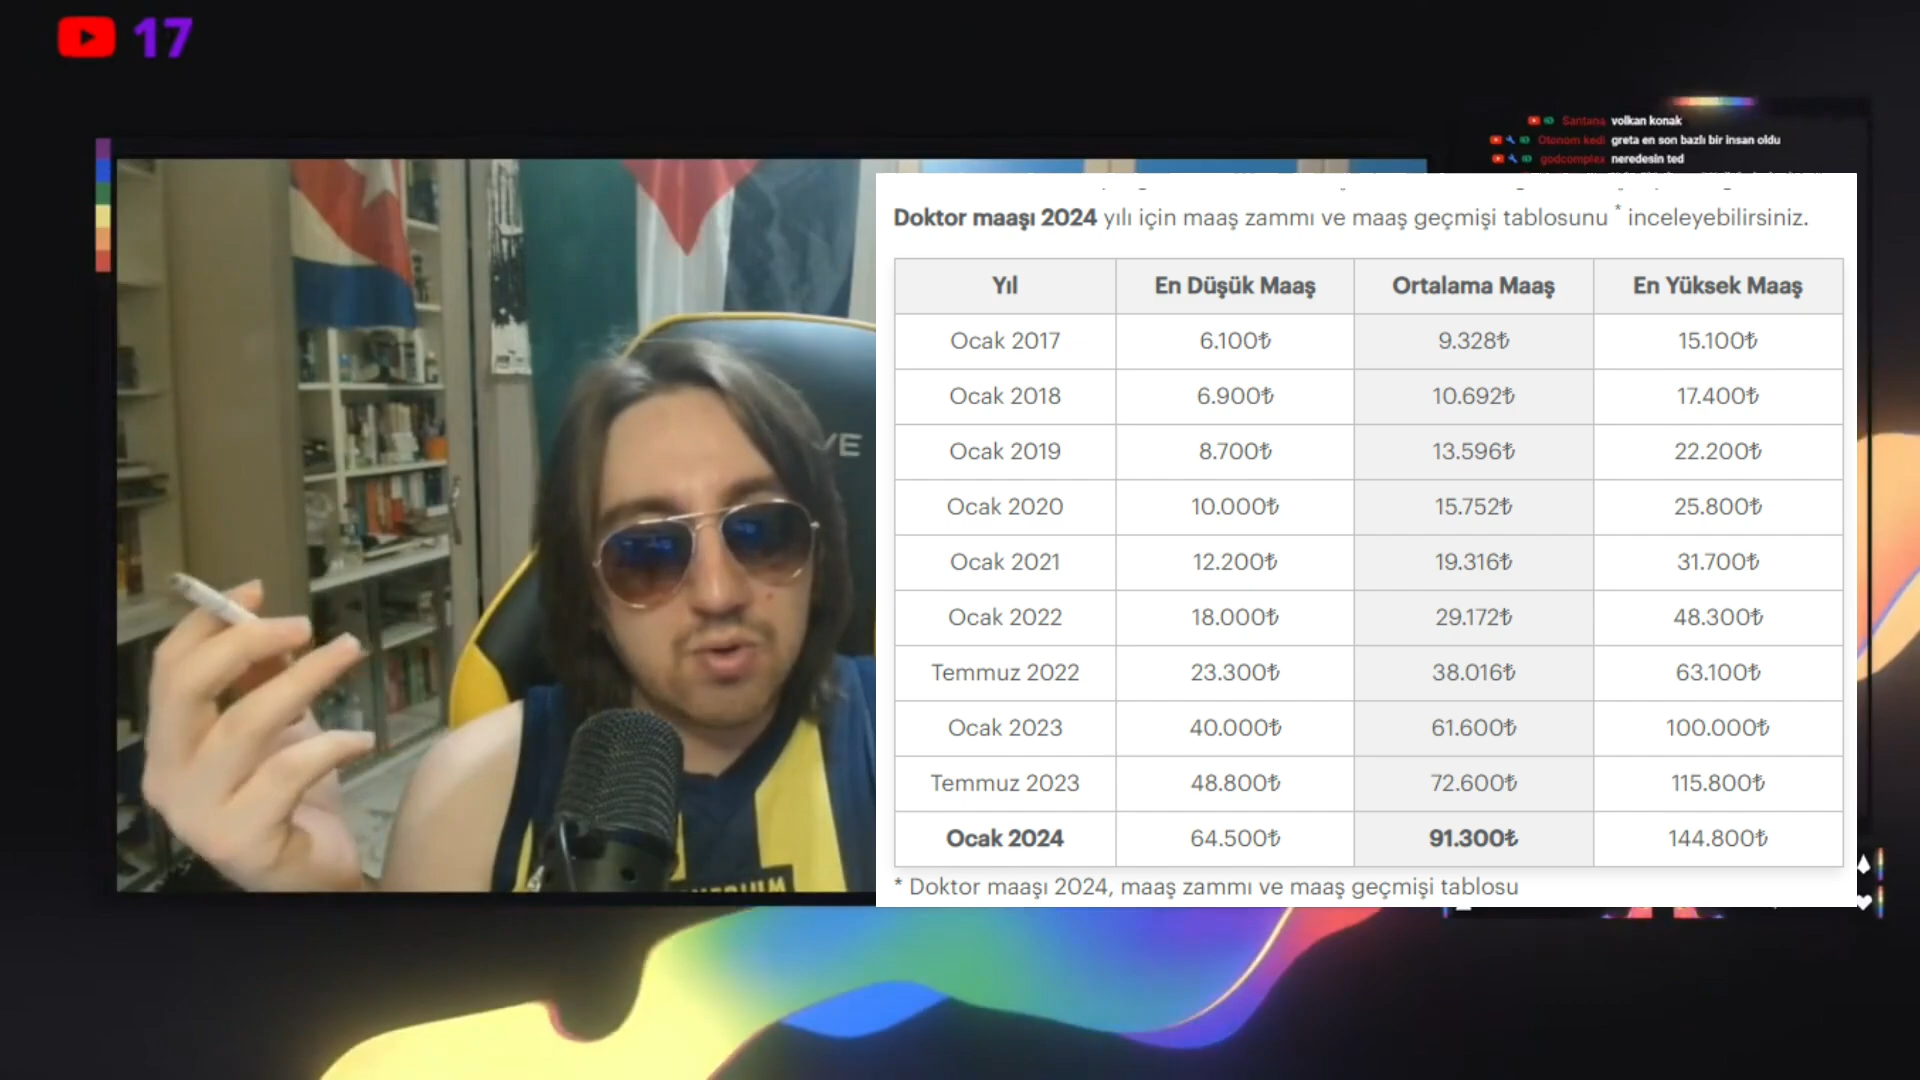 17
Santana volkan konak
Otonom kedi greta en son bazlı bir insan oldu
godcomplex neredesin ted
Doktor maaşı 2024 yılı için maaş zammı ve maaş geçmişi tablosunu * inceleyebilirsiniz.
Yıl En Düşük Maaş Ortalama Maaş En Yüksek Maaş
Ocak 2017 6.100₺ 9.328₺ 15.100₺
Ocak 2018 6.900₺ 10.692₺ 17.400₺
Ocak 2019 8.700₺ 13.596₺ 22.200₺
Ocak 2020 10.000₺ 15.752₺ 25.800₺
Ocak 2021 12.200₺ 19.316₺ 31.700₺
Ocak 2022 18.000₺ 29.172₺ 48.300₺
Temmuz 2022 23.300₺ 38.016₺ 63.100₺
Ocak 2023 40.000₺ 61.600₺ 100.000₺
Temmuz 2023 48.800₺ 72.600₺ 115.800₺
Ocak 2024 64.500₺ 91.300₺ 144.800₺
* Doktor maaşı 2024, maaş zammı ve maaş geçmişi tablosu